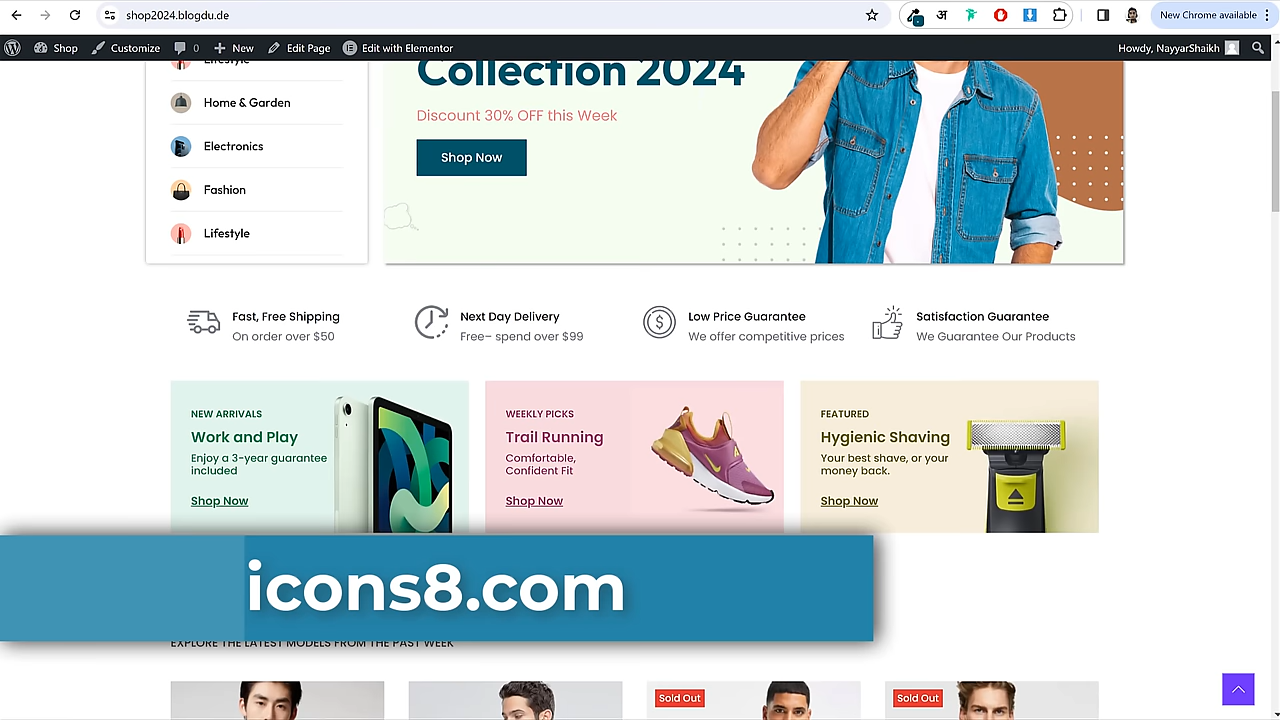 shop2024.blogdu.de
अ
New Chrome available
Shop
Customize
0
New
Edit Page
Edit with Elementor
Howdy, NayyarShaikh
Lifestyle
Home & Garden
Electronics
Fashion
Lifestyle
Collection 2024
Discount 30% OFF this Week
Shop Now
Fast, Free Shipping
On order over $50
Next Day Delivery
Free– spend over $99
Low Price Guarantee
We offer competitive prices
Satisfaction Guarantee
We Guarantee Our Products
NEW ARRIVALS
Work and Play
Enjoy a 3-year guarantee
included
Shop Now
WEEKLY PICKS
Trail Running
Comfortable,
Confident Fit
Shop Now
FEATURED
Hygienic Shaving
Your best shave, or your
money back.
Shop Now
icons8.com
EXPLORE THE LATEST MODELS FROM THE PAST WEEK
Sold Out
Sold Out